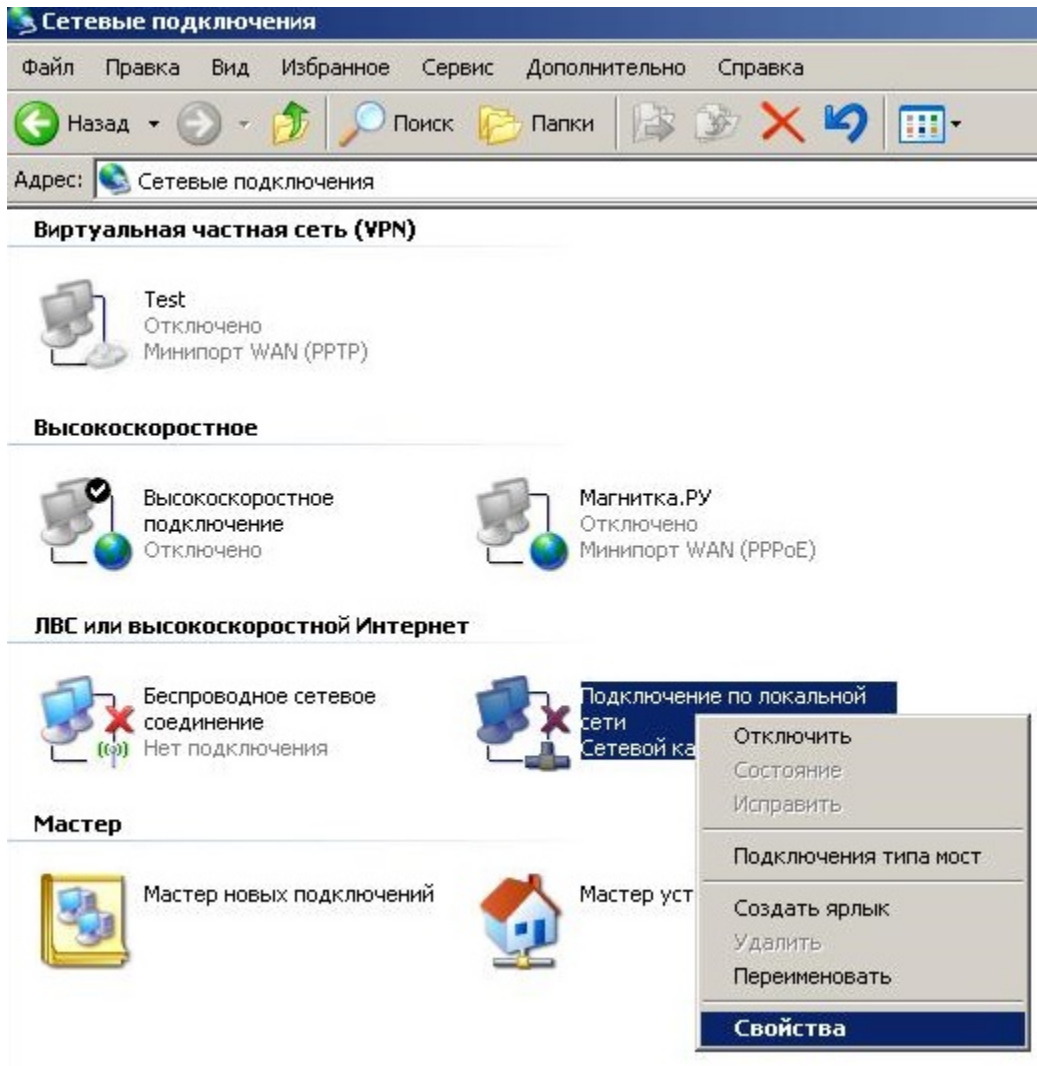 Сетевые подключения
Файл Правка Вид Избранное Сервис Дополнительно Справка
Назад Поиск Папки
Адрес: Сетевые подключения
Виртуальная частная сеть (VPN)
Test
Отключено
Минипорт WAN (PPTP)
Высокоскоростное
Высокоскоростное
подключение
Отключено
Магнитка.РУ
Отключено
Минипорт WAN (PPPoE)
ЛВС или высокоскоростной Интернет
Беспроводное сетевое
соединение
Нет подключения
Подключение по локальной
сети
Сетевой ка
Отключить
Состояние
Исправить
Подключения типа мост
Создать ярлык
Удалить
Переименовать
Свойства
Мастер
Мастер новых подключений
Мастер уст